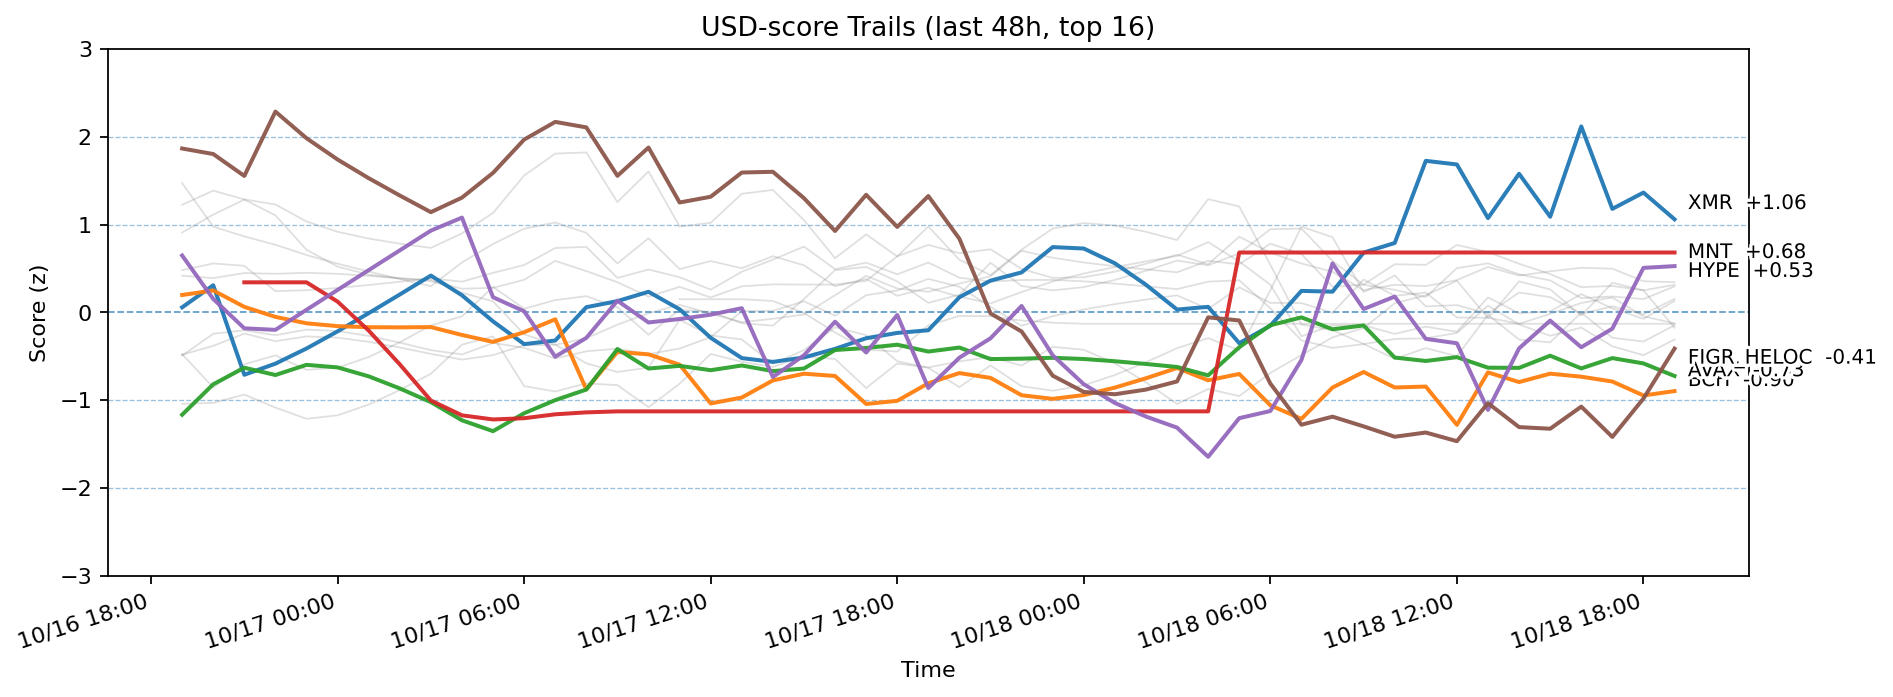 USD-score Trails (last 48h, top 16)
Score (z)
3
2
1
0
−1
−2
−3
XMR +1.06
MNT +0.68
HYPE +0.53
FIGR_HELOC -0.41
AVAX -0.73
BCH -0.90
10/16 18:00
10/17 00:00
10/17 06:00
10/17 12:00
10/17 18:00
10/18 00:00
10/18 06:00
10/18 12:00
10/18 18:00
Time